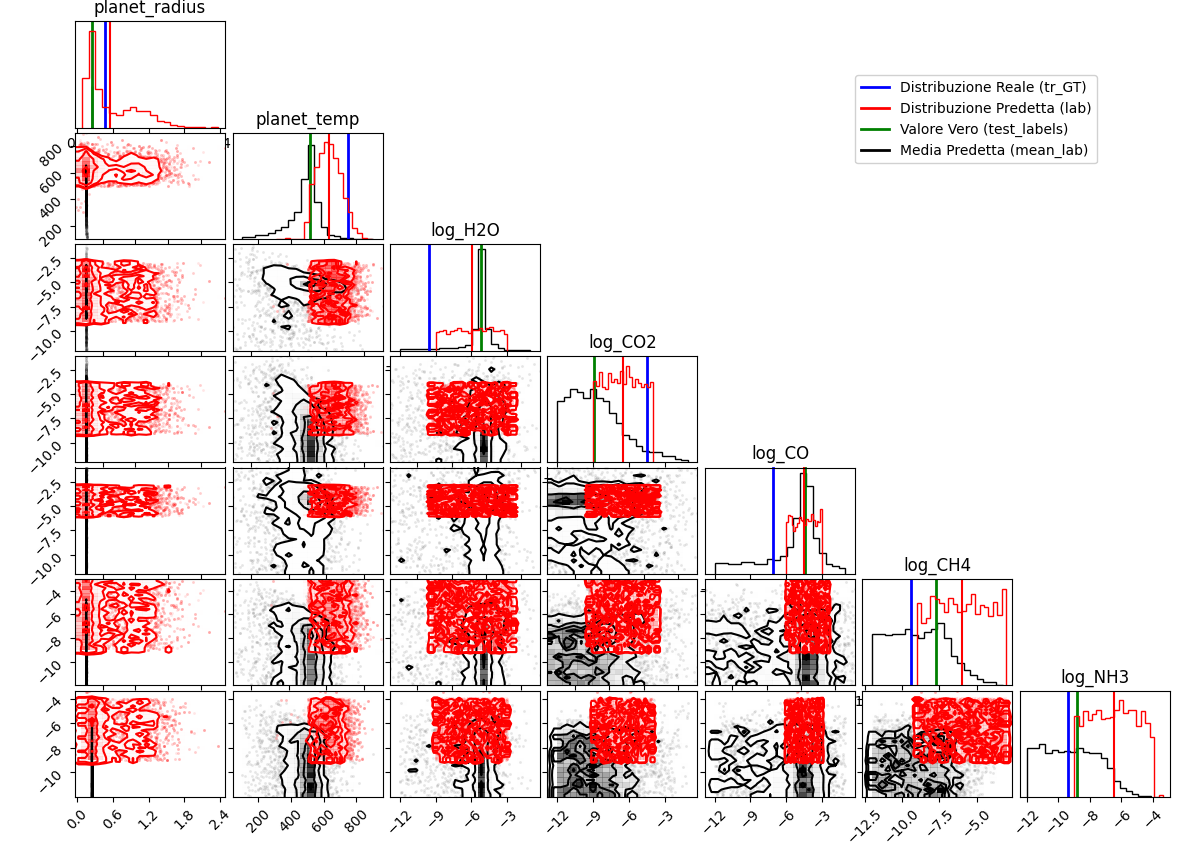 planet_radius
planet_temp
Distribuzione Reale (tr_GT)
Distribuzione Predetta (lab)
Valore Vero (test_labels)
Media Predetta (mean_lab)
800
600
400
200
log_H2O
−2.5
−5.0
−7.5
−10.0
log_CO2
−2.5
−5.0
−7.5
−10.0
log_CO
−2.5
−5.0
−7.5
−10.0
log_CH4
−4
−6
−8
−10
log_NH3
−4
−6
−8
−10
0.0 0.6 1.2 1.8 2.4 200 400 600 800 −12 −9 −6 −3 −12 −9 −6 −3 −12 −9 −6 −3 −12.5 −10.0 −7.5 −5.0 −12 −10 −8 −6 −4